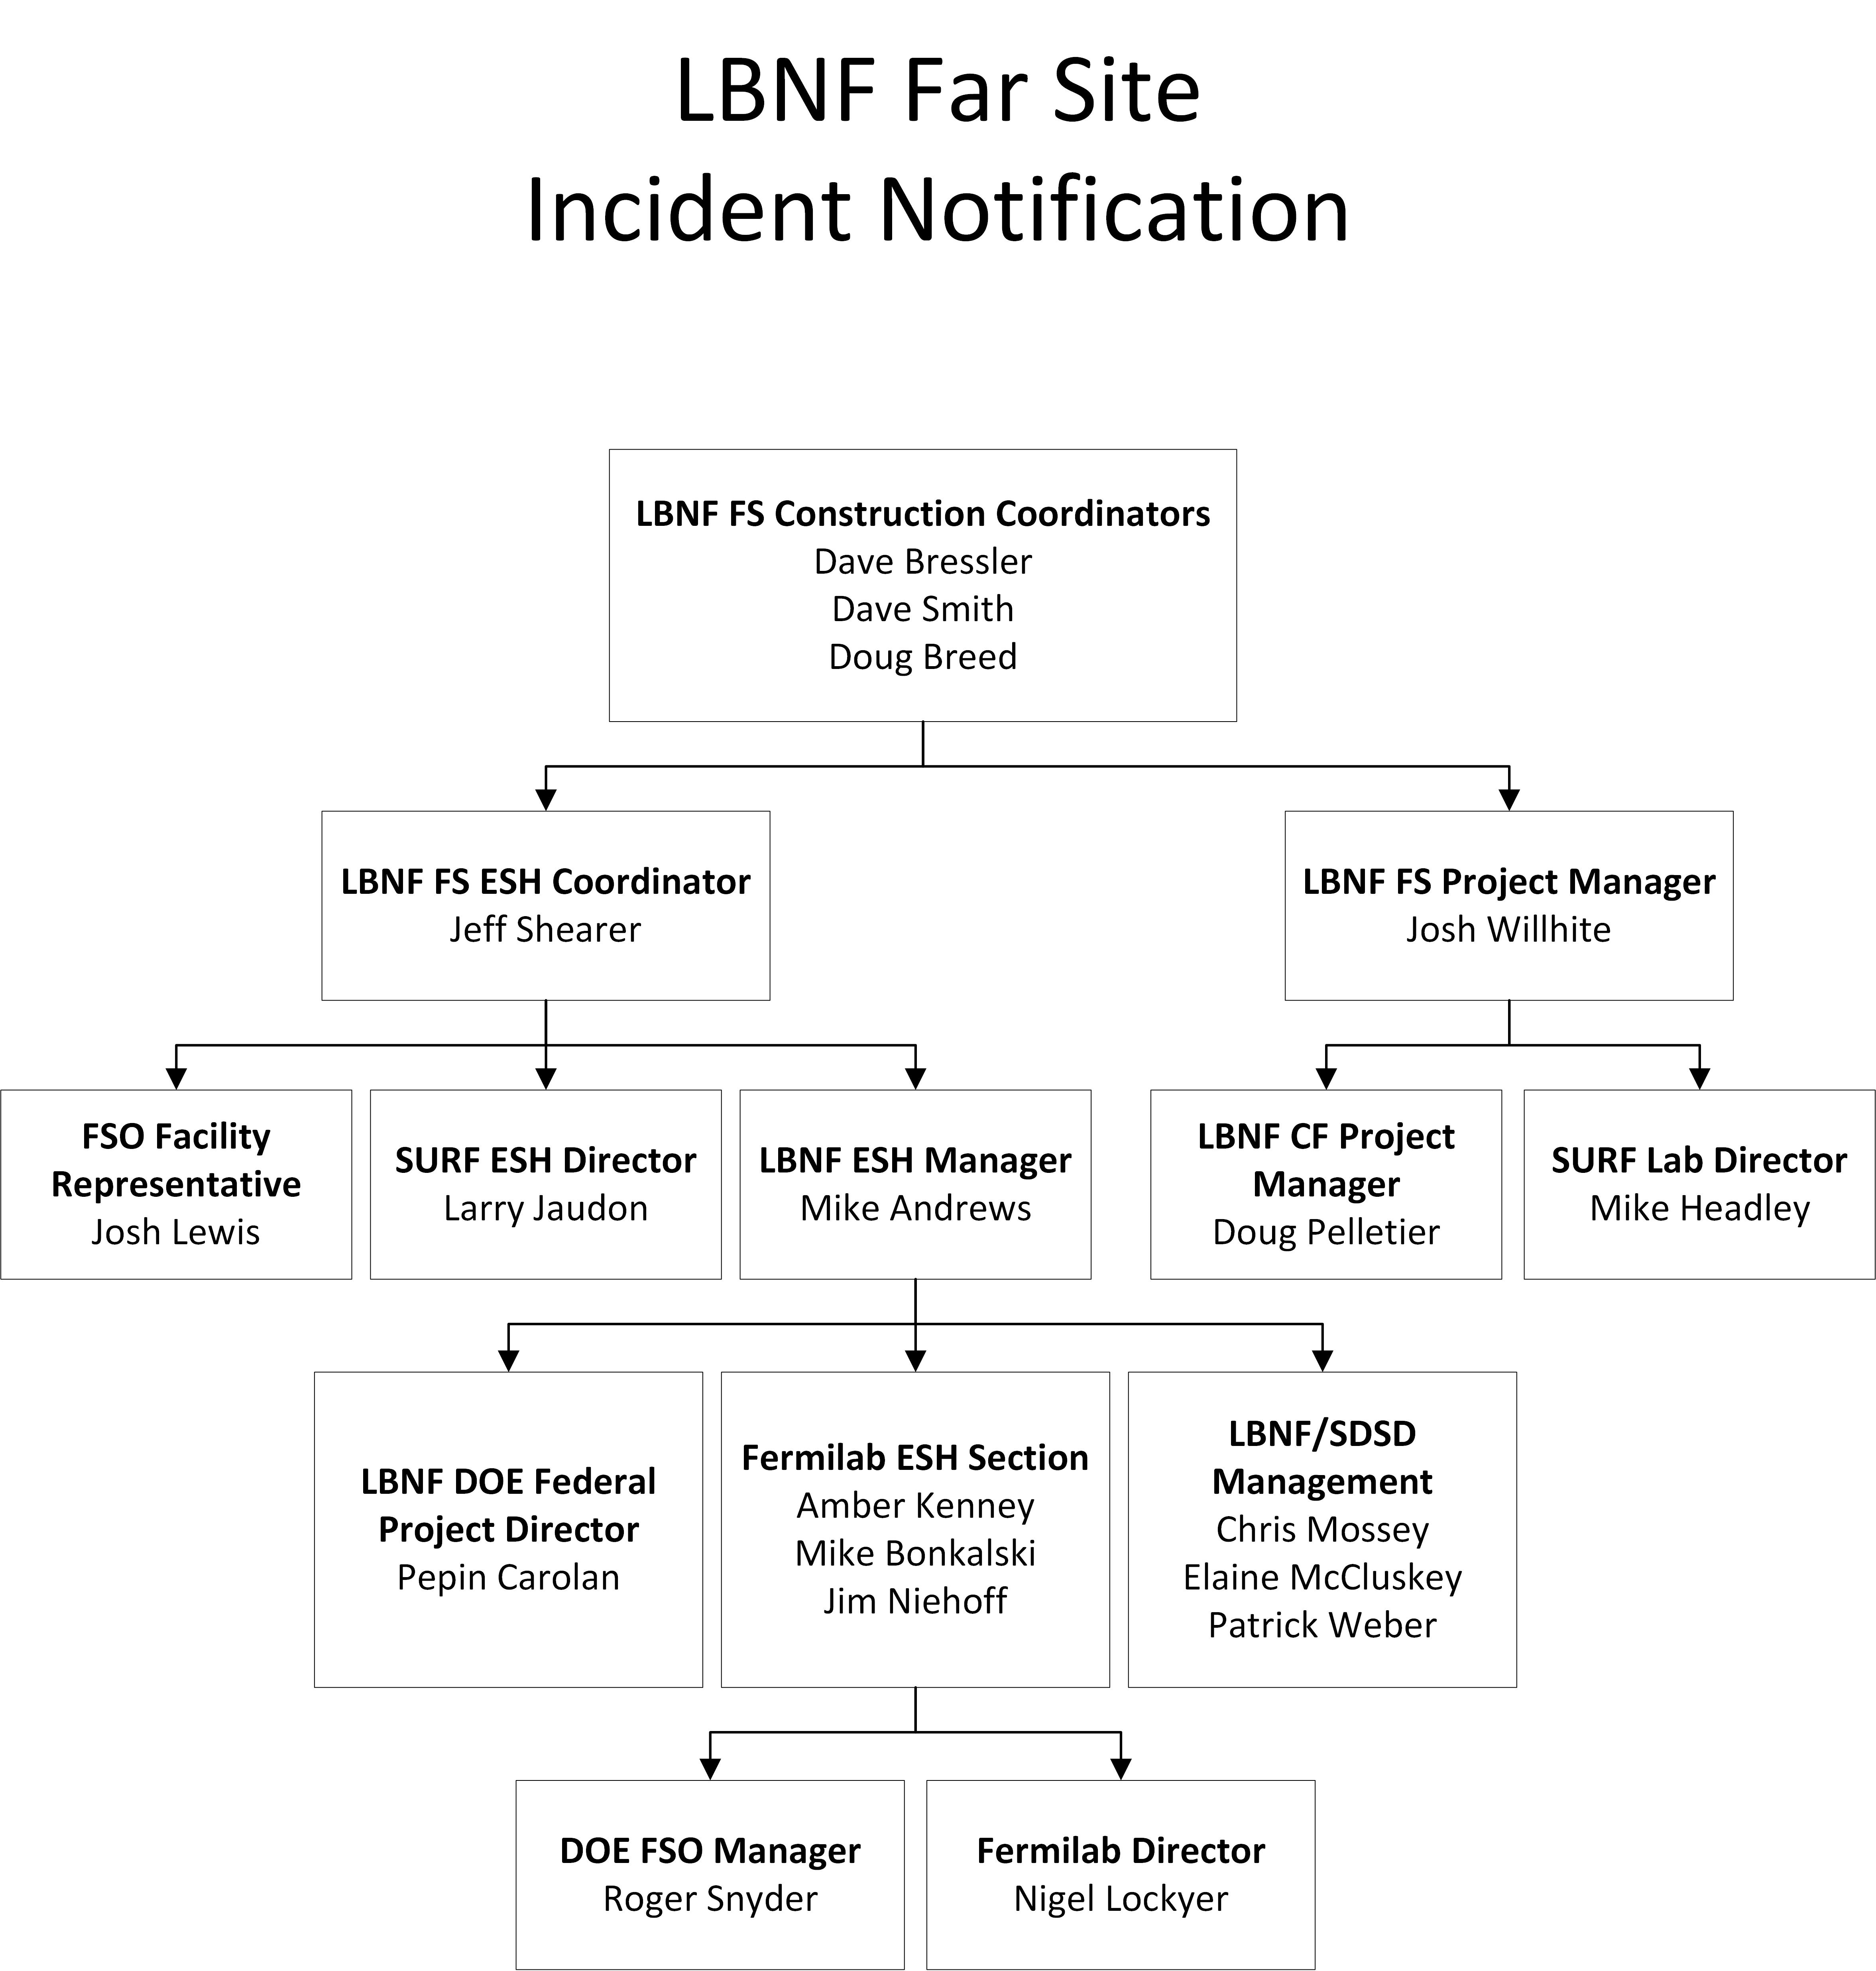 LBNF Far Site
Incident Notification
LBNF FS Construction Coordinators
Dave Bressler
Dave Smith
Doug Breed
LBNF FS ESH Coordinator
Jeff Shearer
LBNF FS Project Manager
Josh Willhite
FSO Facility
Representative
Josh Lewis
SURF ESH Director
Larry Jaudon
LBNF ESH Manager
Mike Andrews
LBNF CF Project
Manager
Doug Pelletier
SURF Lab Director
Mike Headley
LBNF DOE Federal
Project Director
Pepin Carolan
Fermilab ESH Section
Amber Kenney
Mike Bonkalski
Jim Niehoff
LBNF/SDSD
Management
Chris Mossey
Elaine McCluskey
Patrick Weber
DOE FSO Manager
Roger Snyder
Fermilab Director
Nigel Lockyer